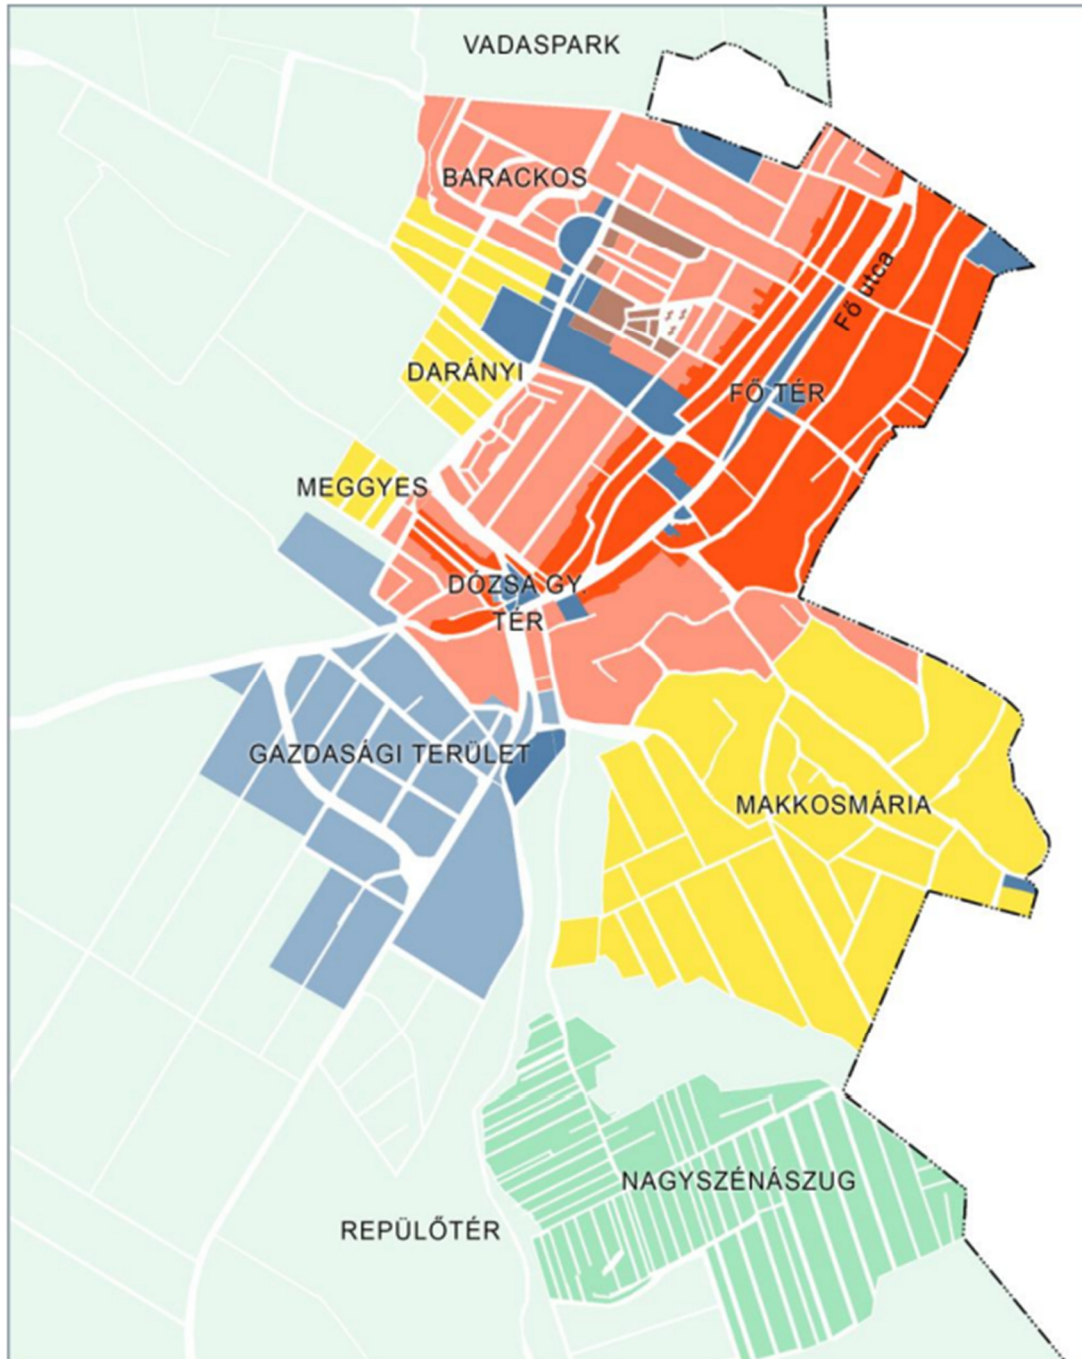 VADASPARK
BARACKOS
Fő utca
DARÁNYI
FŐ TÉR
MEGGYES
DÓZSA GY.
TÉR
GAZDASÁGI TERÜLET
MAKKOSMÁRIA
NAGYSZÉNÁSZUG
REPÜLŐTÉR